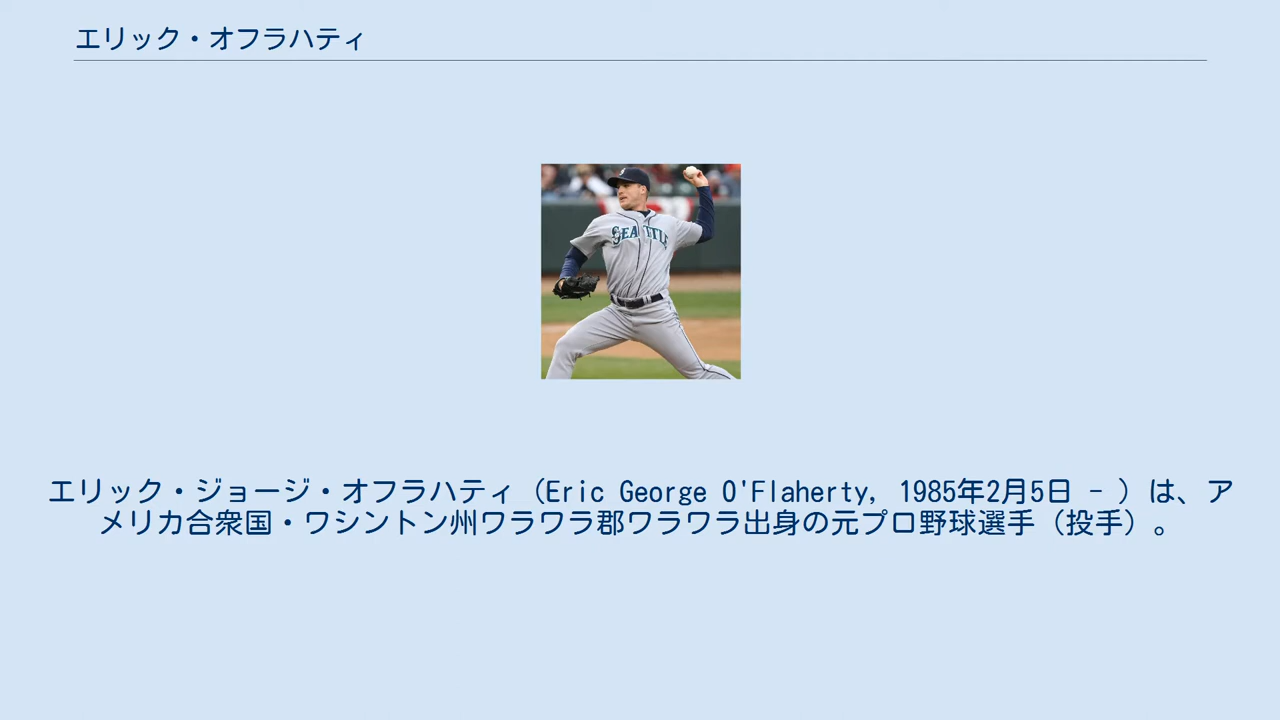 エリック・オフラハティ
SEATTLE
エリック・ジョージ・オフラハティ（Eric George O'Flaherty, 1985年2月5日 - ）は、ア
メリカ合衆国・ワシントン州ワラワラ郡ワラワラ出身の元プロ野球選手（投手）。